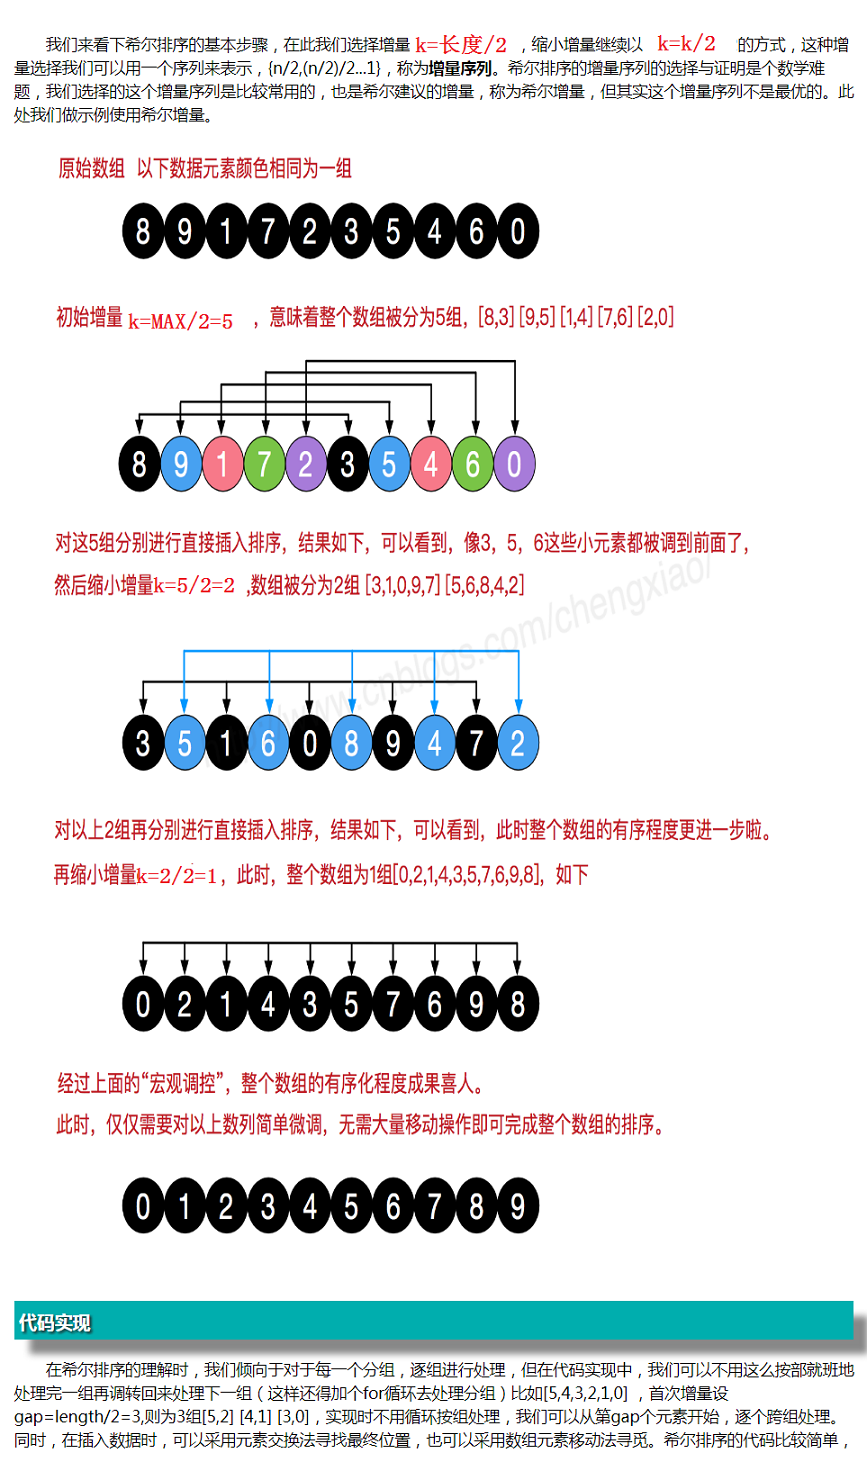 我们来看下希尔排序的基本步骤，在此我们选择增量 k=长度/2 ，缩小增量继续以 k=k/2 的方式，这种增
量选择我们可以用一个序列来表示，{n/2,(n/2)/2...1}，称为增量序列。希尔排序的增量序列的选择与证明是个数学难
题，我们选择的这个增量序列是比较常用的，也是希尔建议的增量，称为希尔增量，但其实这个增量序列不是最优的。此
处我们做示例使用希尔增量。
原始数组 以下数据元素颜色相同为一组
8 9 1 7 2 3 5 4 6 0
初始增量 k=MAX/2=5 ，意味着整个数组被分为5组，[8,3] [9,5] [1,4] [7,6] [2,0]
8 9 1 7 2 3 5 4 6 0
对这5组分别进行直接插入排序，结果如下，可以看到，像3，5，6这些小元素都被调到前面了，
然后缩小增量k=5/2=2 ,数组被分为2组 [3,1,0,9,7] [5,6,8,4,2]
http://www.cnblogs.com/chengxiao/
3 5 1 6 0 8 9 4 7 2
对以上2组再分别进行直接插入排序，结果如下，可以看到，此时整个数组的有序程度更进一步啦。
再缩小增量k=2/2=1，此时，整个数组为1组[0,2,1,4,3,5,7,6,9,8]，如下
0 2 1 4 3 5 7 6 9 8
经过上面的“宏观调控”，整个数组的有序化程度成果喜人。
此时，仅仅需要对以上数列简单微调，无需大量移动操作即可完成整个数组的排序。
0 1 2 3 4 5 6 7 8 9
代码实现
在希尔排序的理解时，我们倾向于对于每一个分组，逐组进行处理，但在代码实现中，我们可以不用这么按部就班地
处理完一组再调转回来处理下一组（这样还得加个for循环去处理分组）比如[5,4,3,2,1,0] ，首次增量设
gap=length/2=3,则为3组[5,2] [4,1] [3,0]，实现时不用循环按组处理，我们可以从第gap个元素开始，逐个跨组处理。
同时，在插入数据时，可以采用元素交换法寻找最终位置，也可以采用数组元素移动法寻觅。希尔排序的代码比较简单，